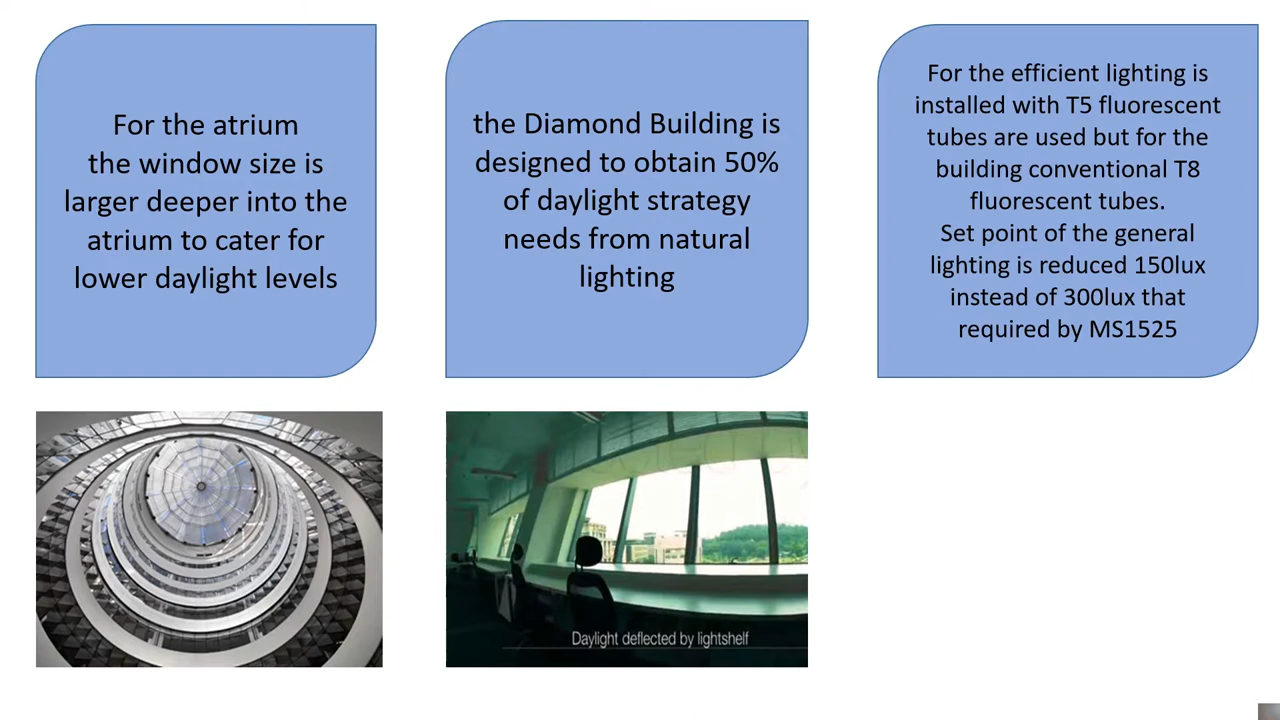 For the atrium
the window size is
larger deeper into the
atrium to cater for
lower daylight levels
the Diamond Building is
designed to obtain 50%
of daylight strategy
needs from natural
lighting
For the efficient lighting is
installed with T5 fluorescent
tubes are used but for the
building conventional T8
fluorescent tubes.
Set point of the general
lighting is reduced 150lux
instead of 300lux that
required by MS1525
Daylight deflected by lightshelf